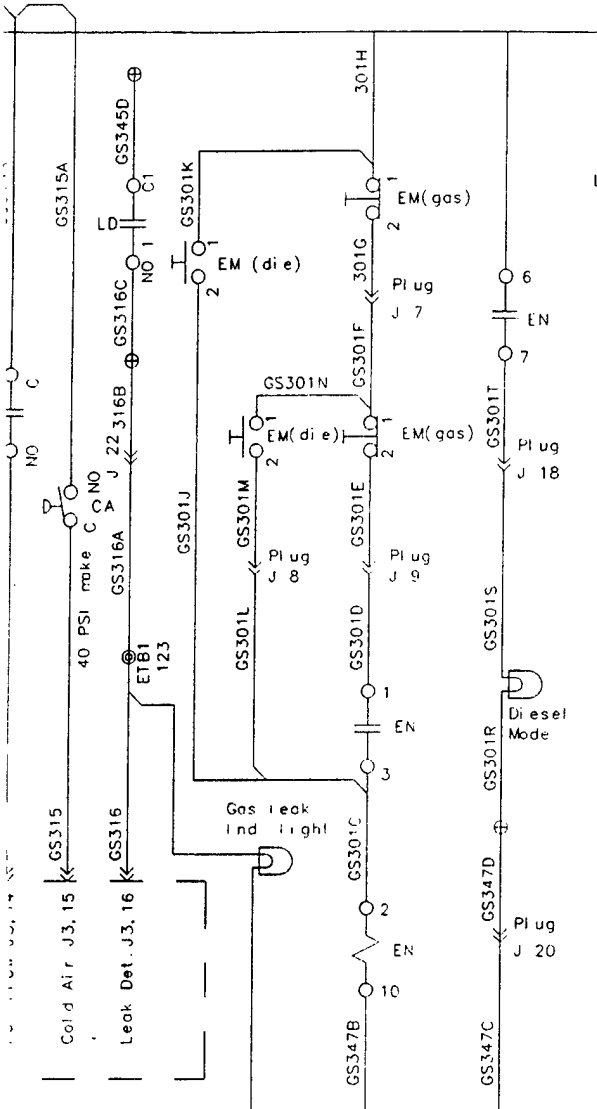 301H
GS345D
GS315A
C1
LD
NO 1
GS301K
1
2
EM (die)
1
2
EM(gas)
301G
Plug
J 7
GS301F
6
EN
7
GS301T
Plug
J 18
GS316C
316B
J 22
C
NO
GS301N
1
2
EM(die)
1
2
EM(gas)
NO
C
CA
40 PSI make
GS316A
GS301J
GS301M
Plug
J 8
GS301L
GS301E
Plug
J 9
GS301D
GS301S
ETB1
123
1
EN
3
Diesel
Mode
GS301R
Gas leak
Ind light
GS315
GS316
GS301C
2
EN
10
GS347B
GS347D
Plug
J 20
GS347C
Cold Air J3, 15
Leak Det. J3, 16